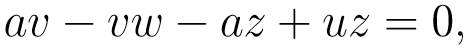 av − vw − az + uz = 0,